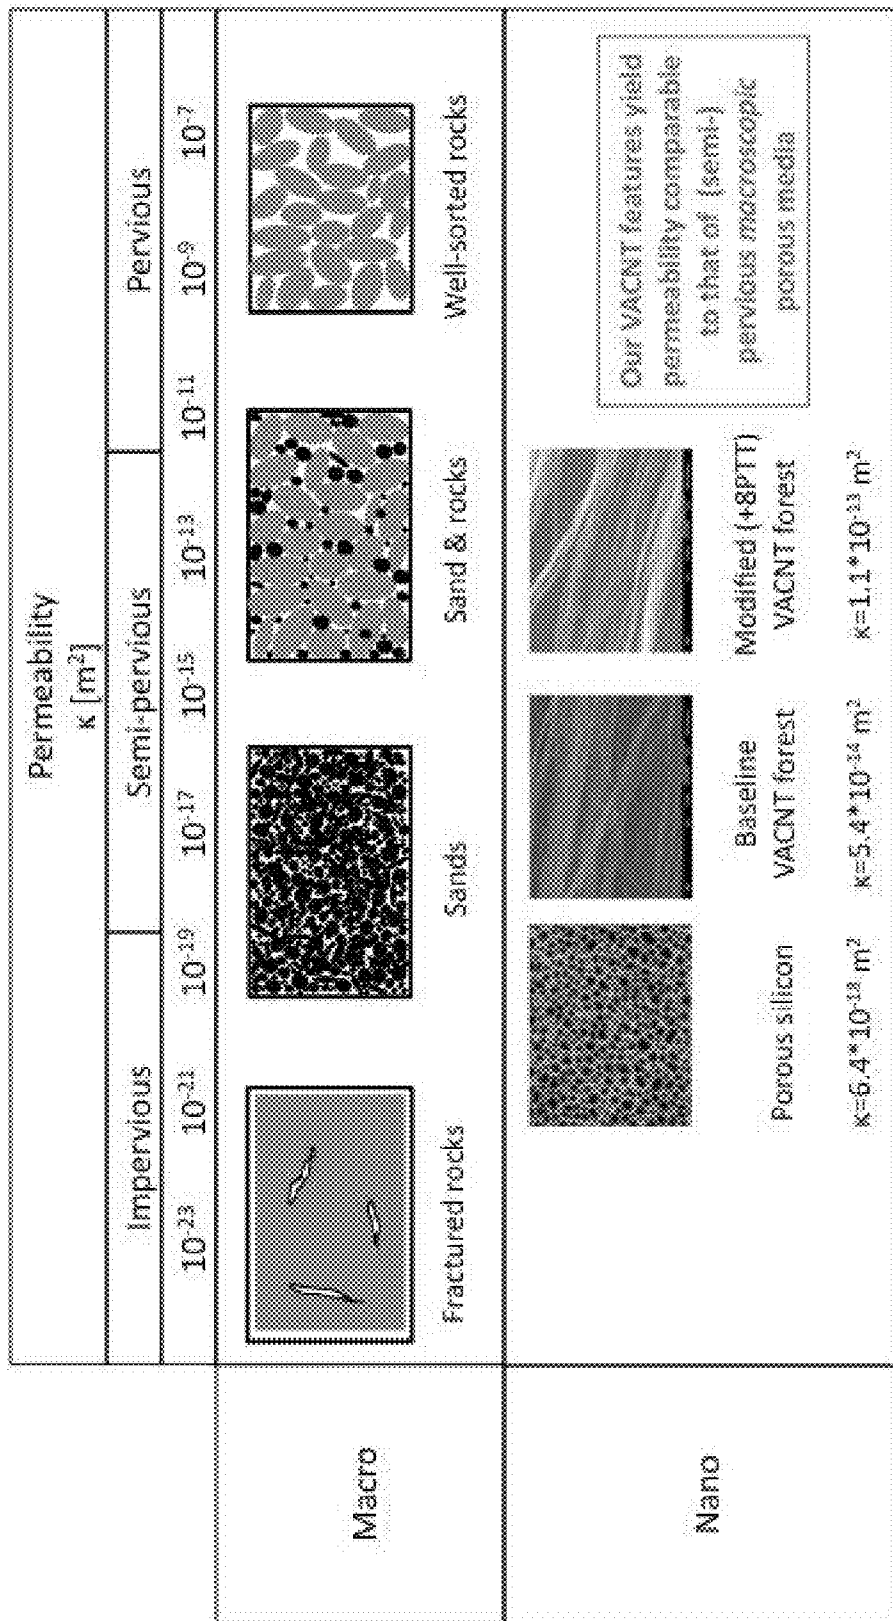 Permeability
κ [m²]
Impervious Semi-pervious Pervious
10⁻²³ 10⁻²¹ 10⁻¹⁹ 10⁻¹⁷ 10⁻¹⁵ 10⁻¹³ 10⁻¹¹ 10⁻⁹ 10⁻⁷
Macro
Fractured rocks Sands Sand & rocks Well-sorted rocks
Nano
Porous silicon
κ=6.4*10⁻¹⁸ m²
Baseline
VACNT forest
κ=5.4*10⁻¹⁴ m²
Modified (+8PTT)
VACNT forest
κ=1.1*10⁻¹³ m²
Our VACNT features yield
permeability comparable
to that of (semi-)
pervious macroscopic
porous media